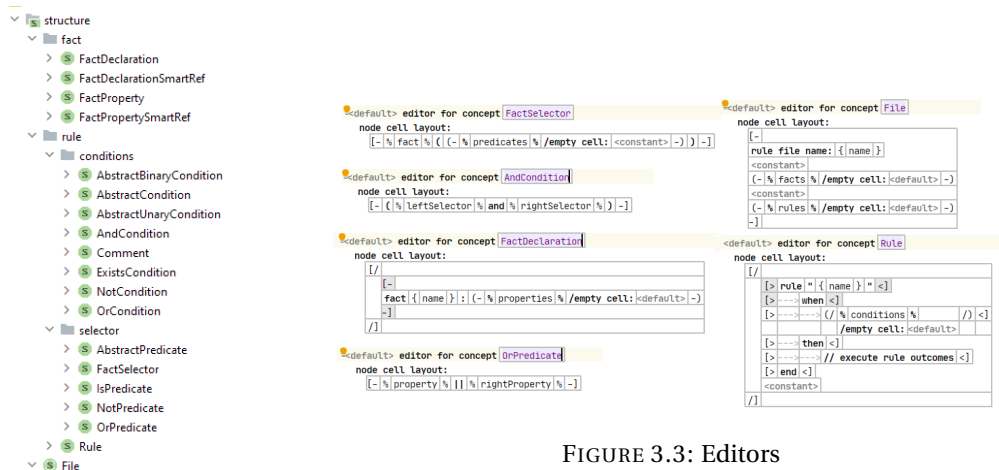 structure
fact
FactDeclaration
FactDeclarationSmartRef
FactProperty
FactPropertySmartRef
rule
conditions
AbstractBinaryCondition
AbstractCondition
AbstractUnaryCondition
AndCondition
Comment
ExistsCondition
NotCondition
OrCondition
selector
AbstractPredicate
FactSelector
IsPredicate
NotPredicate
OrPredicate
Rule
File
<default> editor for concept FactSelector
node cell layout:
[- % fact % ( (- % predicates % /empty cell: <constant> -) ) -]
<default> editor for concept AndCondition
node cell layout:
[- ( % leftSelector % and % rightSelector % ) -]
<default> editor for concept FactDeclaration
node cell layout:
[/
[-
fact { name } : (- % properties % /empty cell: <default> -)
-]
/]
<default> editor for concept OrPredicate
node cell layout:
[- % property % || % rightProperty % -]
<default> editor for concept File
node cell layout:
[-
rule file name: { name }
<constant>
(- % facts % /empty cell: <default> -)
<constant>
(- % rules % /empty cell: <default> -)
-]
<default> editor for concept Rule
node cell layout:
[/
[> rule " { name } " <]
[> ---> when <]
[> ---> ---> (/ % conditions % /) <]
/empty cell: <default>
[> ---> then <]
[> ---> ---> // execute rule outcomes <]
[> end <]
<constant>
/]
FIGURE 3.3: Editors